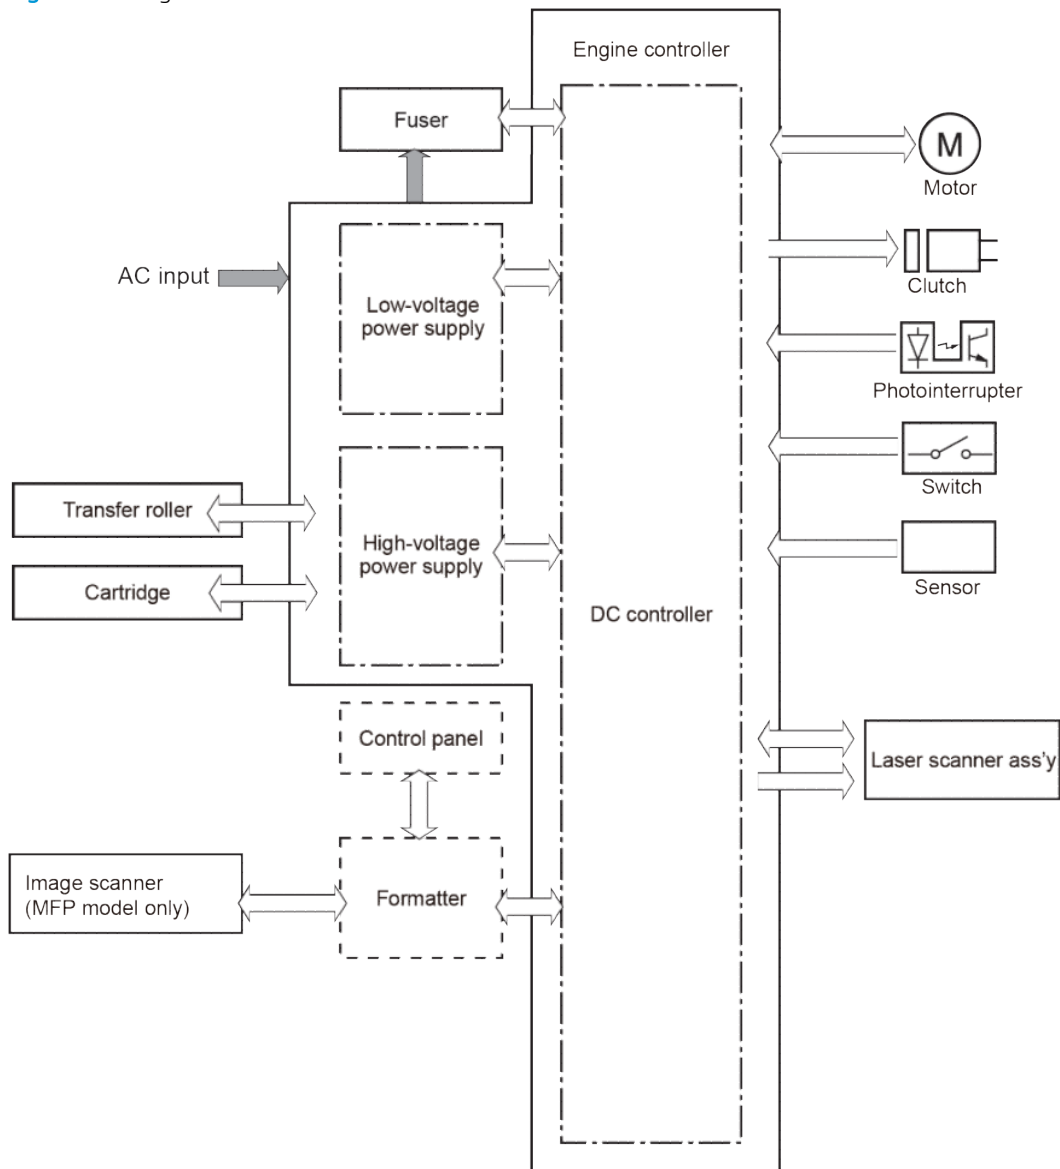 Engine controller
Fuser
M
Motor
AC input
Clutch
Low-voltage
power supply
Photointerrupter
Switch
Transfer roller
High-voltage
power supply
Sensor
Cartridge
DC controller
Control panel
Laser scanner ass'y
Image scanner
(MFP model only)
Formatter